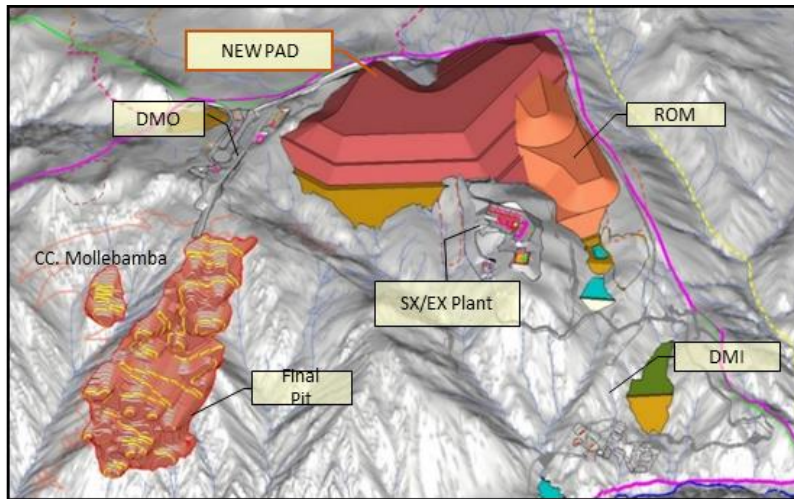 NEW PAD
DMO
ROM
CC. Mollebamba
SX/EX Plant
DMI
Final
Pit